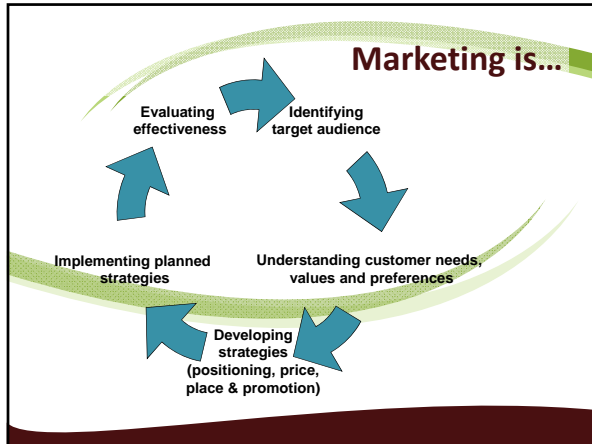 Marketing is…
Evaluating
effectiveness
Identifying
target audience
Understanding customer needs,
values and preferences
Developing
strategies
(positioning, price,
place & promotion)
Implementing planned
strategies